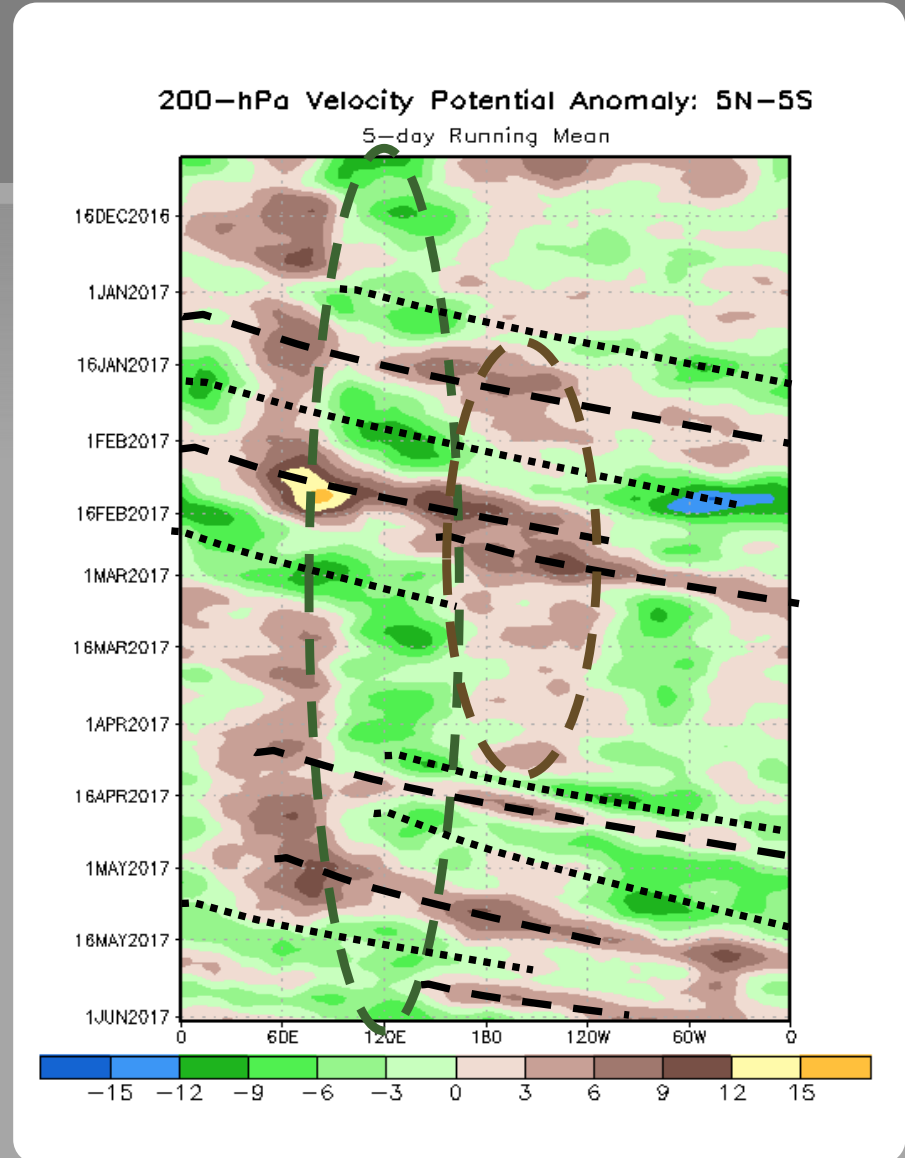 200-hPa Velocity Potential Anomaly: 5N-5S
5-day Running Mean
16DEC2016
1JAN2017
16JAN2017
1FEB2017
16FEB2017
1MAR2017
16MAR2017
1APR2017
16APR2017
1MAY2017
16MAY2017
1JUN2017
0 60E 120E 180 120W 60W 0
-15 -12 -9 -6 -3 0 3 6 9 12 15